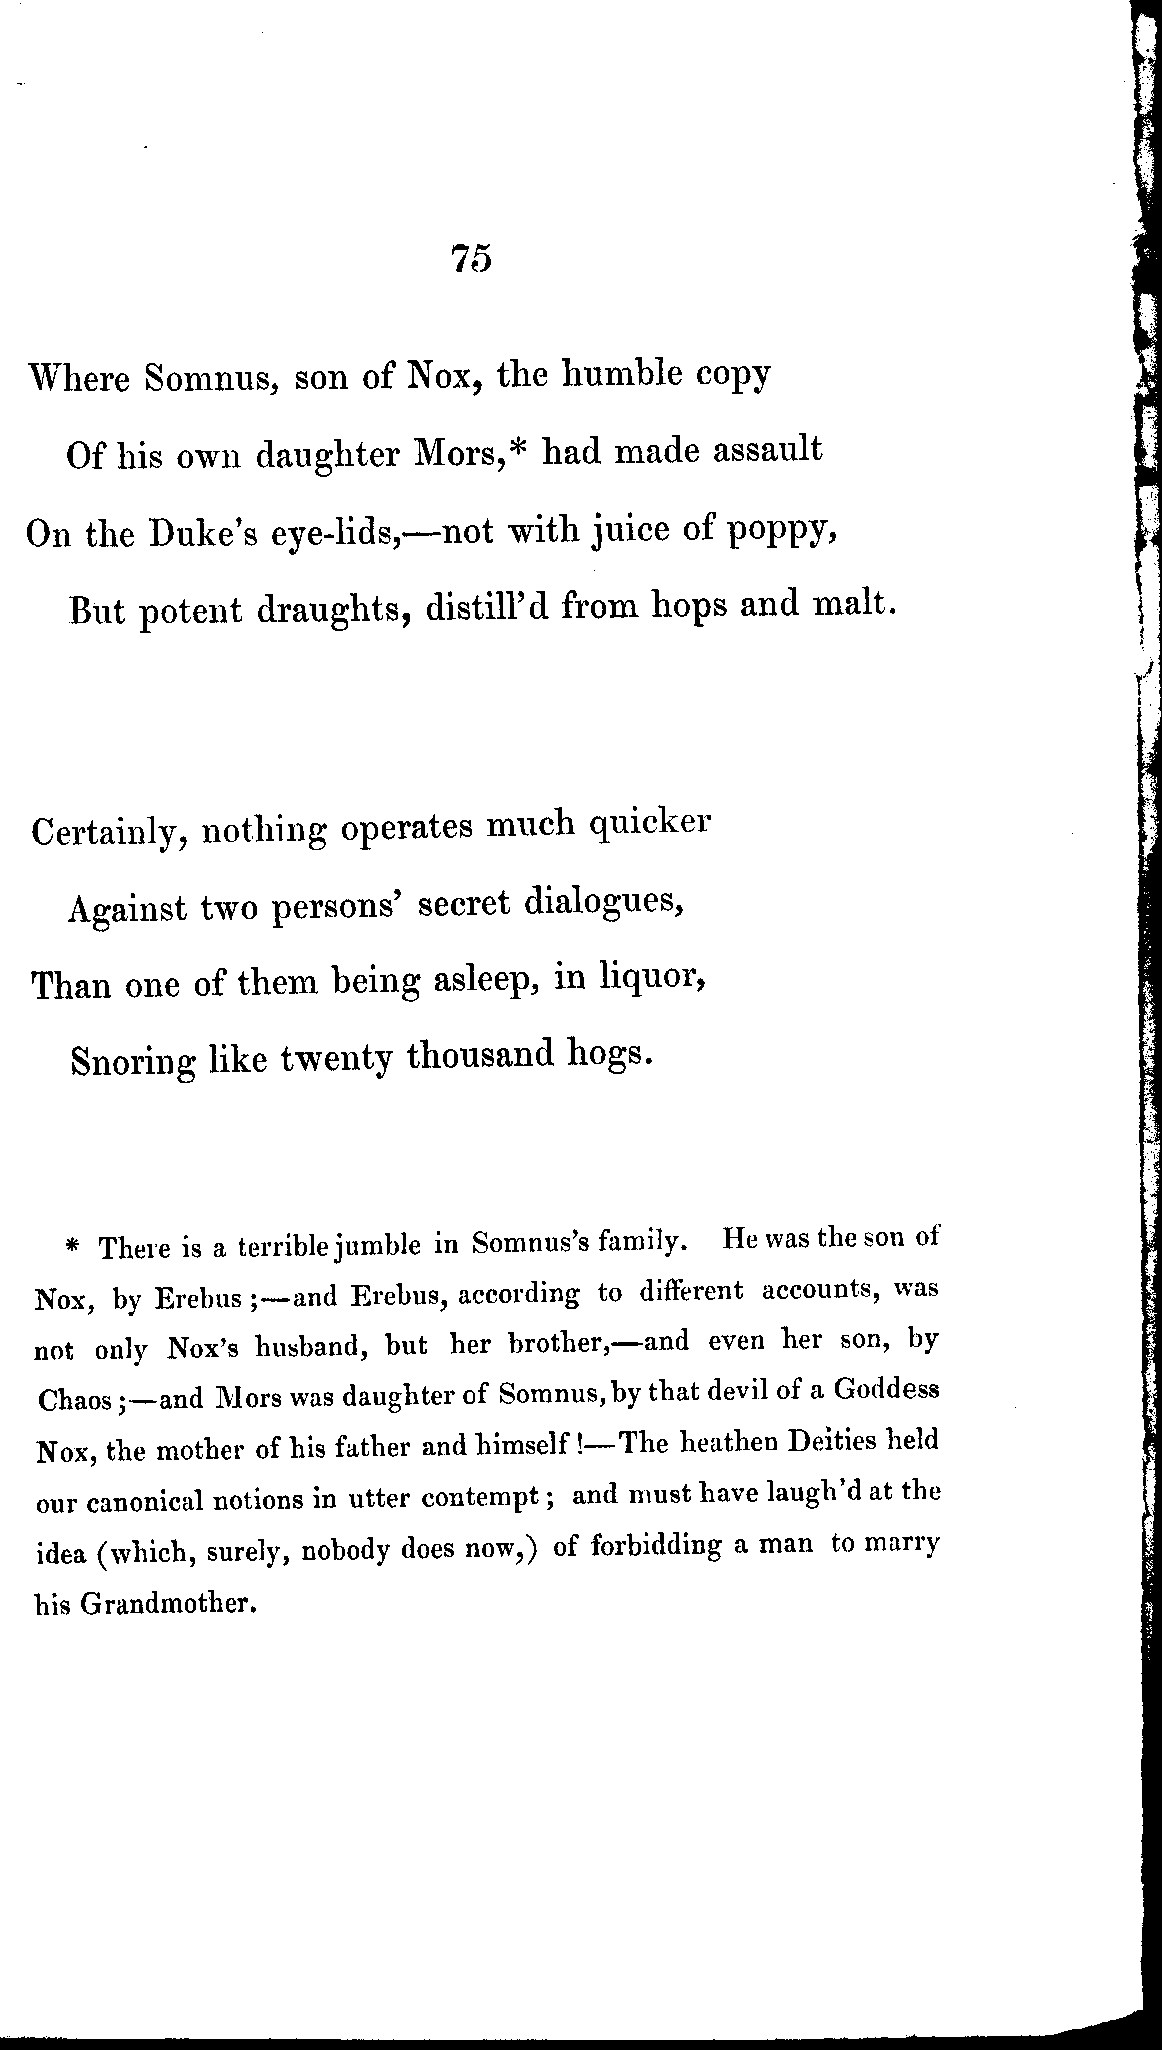 75
Where Somnus, son of Nox, the humble copy
Of his own daughter Mors,* had made assault
On the Duke's eye-lids,—not with juice of poppy,
But potent draughts, distill'd from hops and malt.
Certainly, nothing operates much quicker
Against two persons' secret dialogues,
Than one of them being asleep, in liquor,
Snoring like twenty thousand hogs.
* There is a terrible jumble in Somnus's family. He was the son of
Nox, by Erebus;—and Erebus, according to different accounts, was
not only Nox's husband, but her brother,—and even her son, by
Chaos;—and Mors was daughter of Somnus, by that devil of a Goddess
Nox, the mother of his father and himself!—The heathen Deities held
our canonical notions in utter contempt; and must have laugh'd at the
idea (which, surely, nobody does now,) of forbidding a man to marry
his Grandmother.